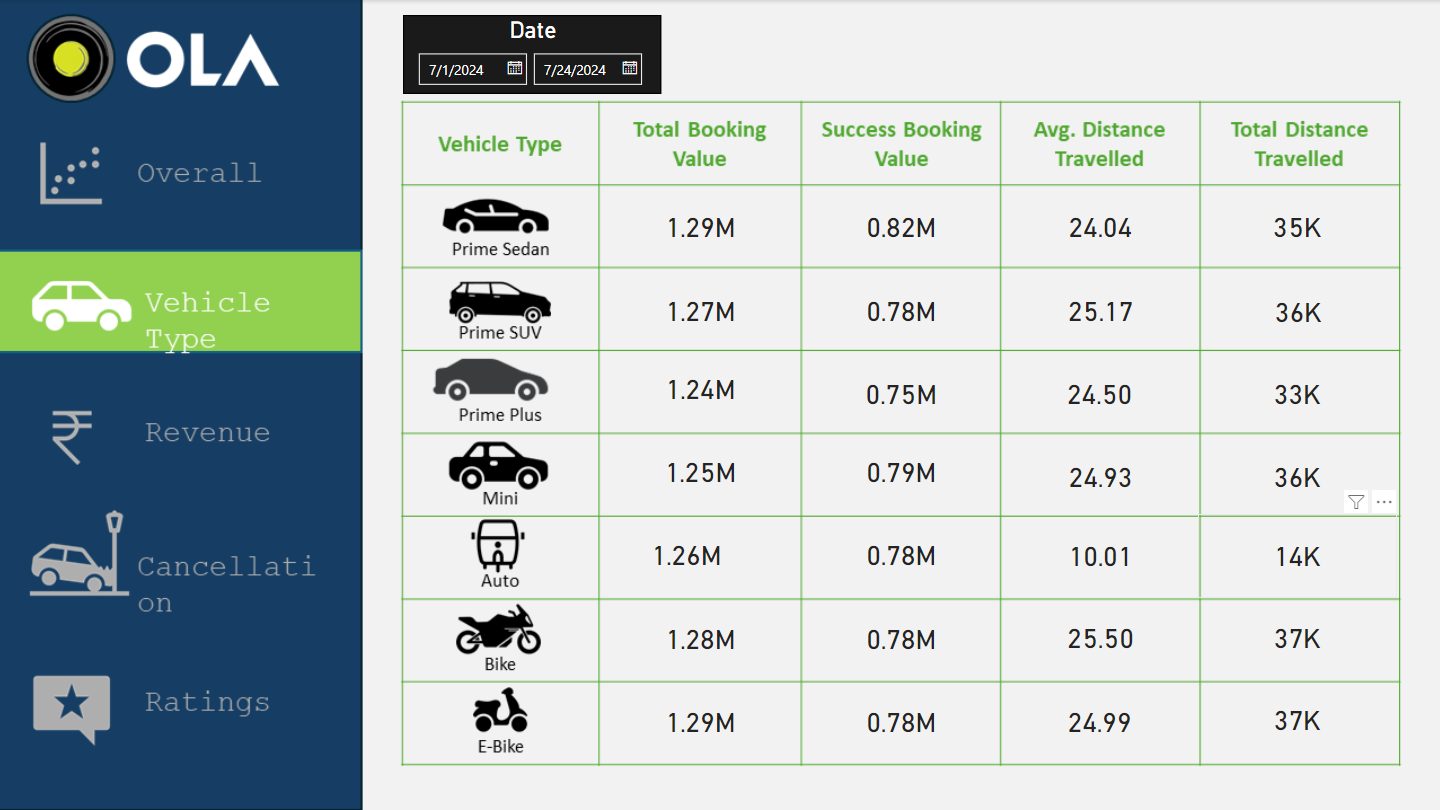 OLA
Overall
Vehicle
Type
Revenue
Cancellati
on
Ratings
Date
7/1/2024 7/24/2024
Vehicle Type
Total Booking
Value
Success Booking
Value
Avg. Distance
Travelled
Total Distance
Travelled
Prime Sedan
1.29M 0.82M 24.04 35K
Prime SUV
1.27M 0.78M 25.17 36K
Prime Plus
1.24M 0.75M 24.50 33K
Mini
1.25M 0.79M 24.93 36K
Auto
1.26M 0.78M 10.01 14K
Bike
1.28M 0.78M 25.50 37K
E-Bike
1.29M 0.78M 24.99 37K